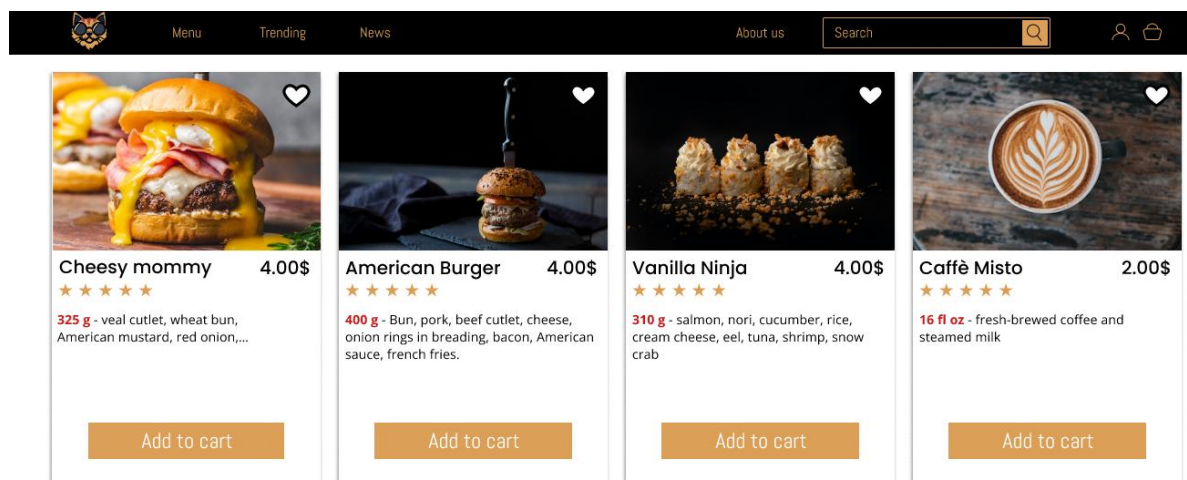 Menu
Trending
News
About us
Search
Cheesy mommy 4.00$
325 g - veal cutlet, wheat bun,
American mustard, red onion,...
Add to cart
American Burger 4.00$
400 g - Bun, pork, beef cutlet, cheese,
onion rings in breading, bacon, American
sauce, french fries.
Add to cart
Vanilla Ninja 4.00$
310 g - salmon, nori, cucumber, rice,
cream cheese, eel, tuna, shrimp, snow
crab
Add to cart
Caffè Misto 2.00$
16 fl oz - fresh-brewed coffee and
steamed milk
Add to cart